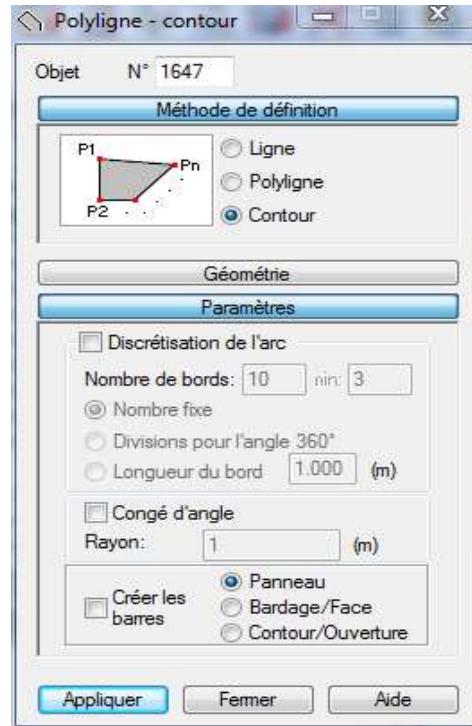 Polyligne - contour
Objet N° 1647
Méthode de définition
P1
Pn
P2
Ligne
Polyligne
Contour
Géométrie
Paramètres
Discrétisation de l'arc
Nombre de bords: 10 nin: 3
Nombre fixe
Divisions pour l'angle 360°
Longueur du bord 1.000 (m)
Congé d'angle
Rayon: 1 (m)
Créer les barres
Panneau
Bardage/Face
Contour/Ouverture
Appliquer Fermer Aide